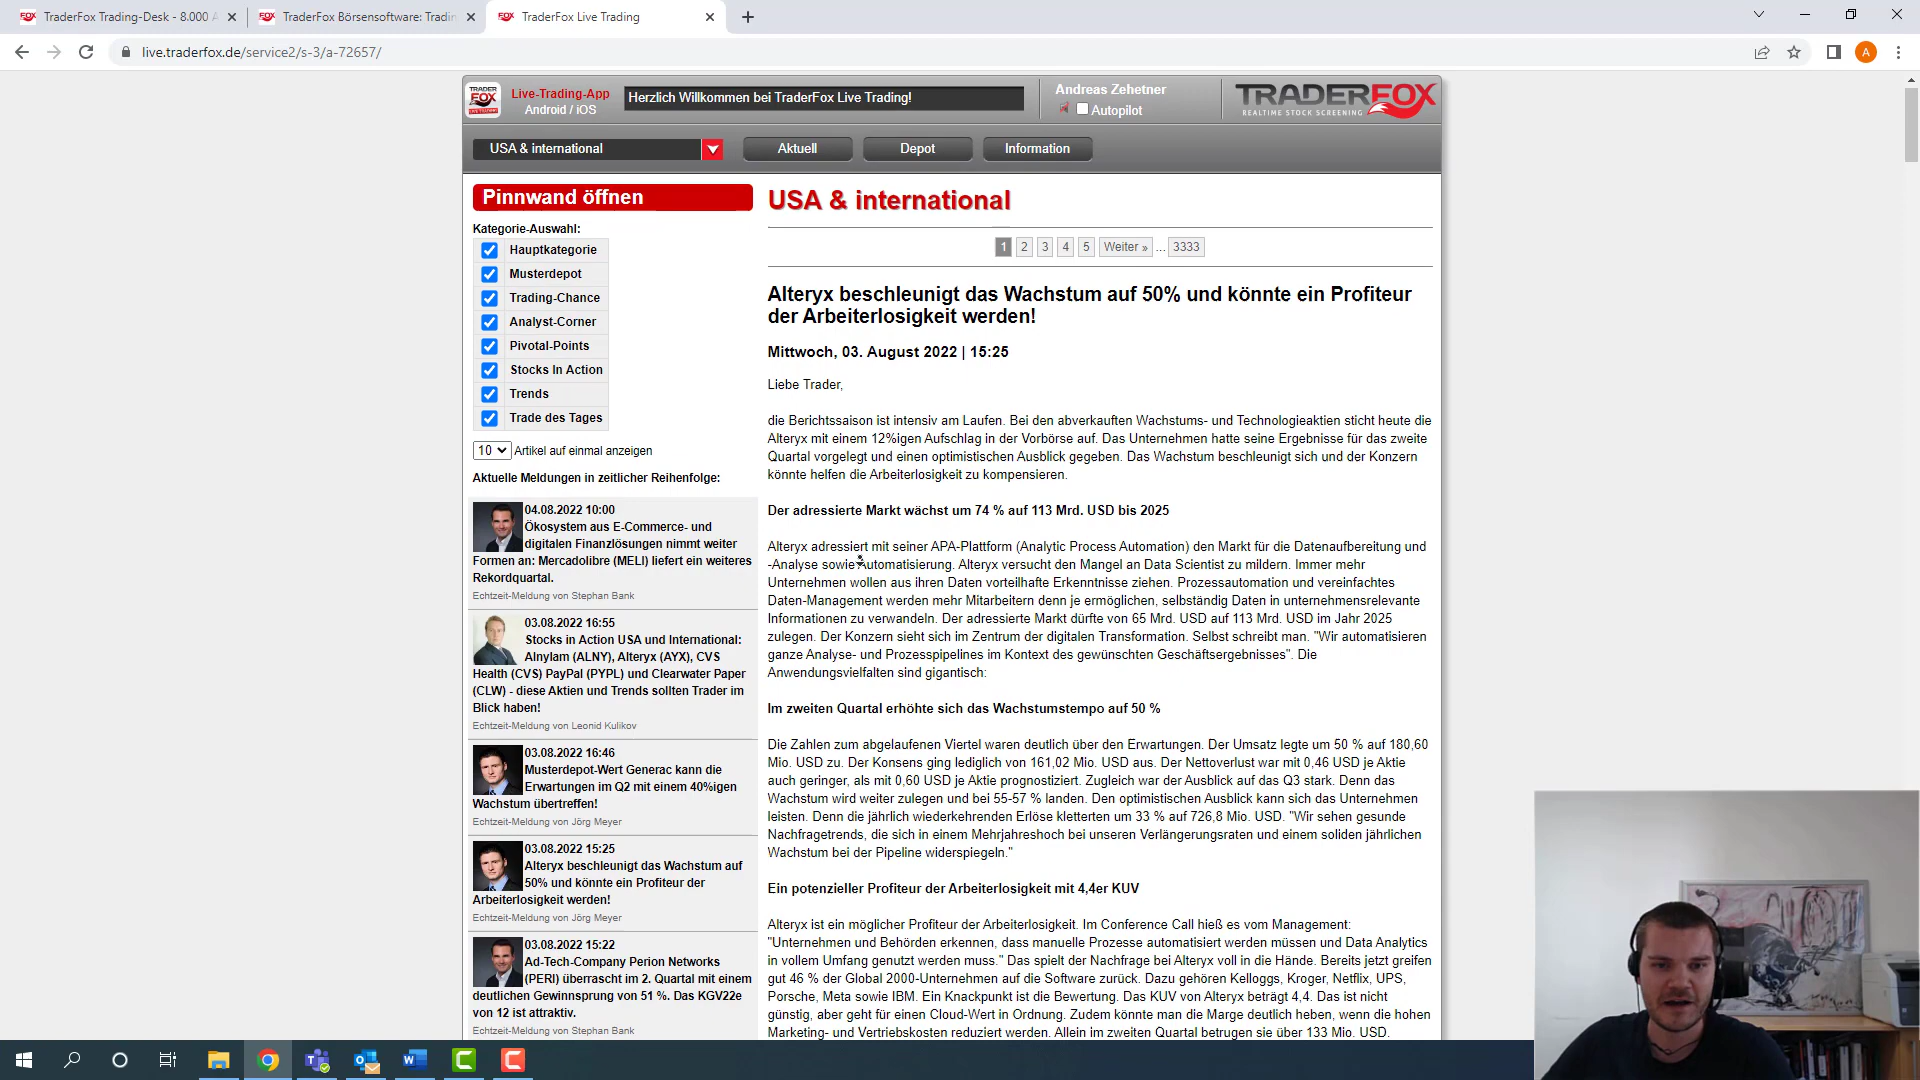 TraderFox Trading-Desk - 8.000 A
TraderFox Börsensoftware: Tradin
TraderFox Live Trading
live.traderfox.de/service2/s-3/a-72657/
A
TRADER
FOX
Live-Trading-App
Android / iOS
Herzlich Willkommen bei TraderFox Live Trading!
Andreas Zehetner
Autopilot
TRADERFOX
REALTIME STOCK SCREENING
USA & international
Aktuell
Depot
Information
Pinnwand öffnen
Kategorie-Auswahl:
Hauptkategorie
Musterdepot
Trading-Chance
Analyst-Corner
Pivotal-Points
Stocks In Action
Trends
Trade des Tages
10 Artikel auf einmal anzeigen
Aktuelle Meldungen in zeitlicher Reihenfolge:
04.08.2022 10:00
Ökosystem aus E-Commerce- und
digitalen Finanzlösungen nimmt weiter
Formen an: Mercadolibre (MELI) liefert ein weiteres
Rekordquartal.
Echtzeit-Meldung von Stephan Bank
03.08.2022 16:55
Stocks in Action USA und International:
Alnylam (ALNY), Alteryx (AYX), CVS
Health (CVS) PayPal (PYPL) und Clearwater Paper
(CLW) - diese Aktien und Trends sollten Trader im
Blick haben!
Echtzeit-Meldung von Leonid Kulikov
03.08.2022 16:46
Musterdepot-Wert Generac kann die
Erwartungen im Q2 mit einem 40%igen
Wachstum übertreffen!
Echtzeit-Meldung von Jörg Meyer
03.08.2022 15:25
Alteryx beschleunigt das Wachstum auf
50% und könnte ein Profiteur der
Arbeiterlosigkeit werden!
Echtzeit-Meldung von Jörg Meyer
03.08.2022 15:22
Ad-Tech-Company Perion Networks
(PERI) überrascht im 2. Quartal mit einem
deutlichen Gewinnsprung von 51 %. Das KGV22e
von 12 ist attraktiv.
Echtzeit-Meldung von Stephan Bank
USA & international
1 2 3 4 5 Weiter » ... 3333
Alteryx beschleunigt das Wachstum auf 50% und könnte ein Profiteur
der Arbeiterlosigkeit werden!
Mittwoch, 03. August 2022 | 15:25
Liebe Trader,
die Berichtssaison ist intensiv am Laufen. Bei den abverkauften Wachstums- und Technologieaktien sticht heute die
Alteryx mit einem 12%igen Aufschlag in der Vorbörse auf. Das Unternehmen hatte seine Ergebnisse für das zweite
Quartal vorgelegt und einen optimistischen Ausblick gegeben. Das Wachstum beschleunigt sich und der Konzern
könnte helfen die Arbeiterlosigkeit zu kompensieren.
Der adressierte Markt wächst um 74 % auf 113 Mrd. USD bis 2025
Alteryx adressiert mit seiner APA-Plattform (Analytic Process Automation) den Markt für die Datenaufbereitung und
-Analyse sowie Automatisierung. Alteryx versucht den Mangel an Data Scientist zu mildern. Immer mehr
Unternehmen wollen aus ihren Daten vorteilhafte Erkenntnisse ziehen. Prozessautomation und vereinfachtes
Daten-Management werden mehr Mitarbeitern denn je ermöglichen, selbständig Daten in unternehmensrelevante
Informationen zu verwandeln. Der adressierte Markt dürfte von 65 Mrd. USD auf 113 Mrd. USD im Jahr 2025
zulegen. Der Konzern sieht sich im Zentrum der digitalen Transformation. Selbst schreibt man. "Wir automatisieren
ganze Analyse- und Prozesspipelines im Kontext des gewünschten Geschäftsergebnisses". Die
Anwendungsvielfalten sind gigantisch:
Im zweiten Quartal erhöhte sich das Wachstumstempo auf 50 %
Die Zahlen zum abgelaufenen Viertel waren deutlich über den Erwartungen. Der Umsatz legte um 50 % auf 180,60
Mio. USD zu. Der Konsens ging lediglich von 161,02 Mio. USD aus. Der Nettoverlust war mit 0,46 USD je Aktie
auch geringer, als mit 0,60 USD je Aktie prognostiziert. Zugleich war der Ausblick auf das Q3 stark. Denn das
Wachstum wird weiter zulegen und bei 55-57 % landen. Den optimistischen Ausblick kann sich das Unternehmen
leisten. Denn die jährlich wiederkehrenden Erlöse kletterten um 33 % auf 726,8 Mio. USD. "Wir sehen gesunde
Nachfragetrends, die sich in einem Mehrjahreshoch bei unseren Verlängerungsraten und einem soliden jährlichen
Wachstum bei der Pipeline widerspiegeln."
Ein potenzieller Profiteur der Arbeiterlosigkeit mit 4,4er KUV
Alteryx ist ein möglicher Profiteur der Arbeiterlosigkeit. Im Conference Call hieß es vom Management:
"Unternehmen und Behörden erkennen, dass manuelle Prozesse automatisiert werden müssen und Data Analytics
in vollem Umfang genutzt werden muss." Das spielt der Nachfrage bei Alteryx voll in die Hände. Bereits jetzt greifen
gut 46 % der Global 2000-Unternehmen auf die Software zurück. Dazu gehören Kelloggs, Kroger, Netflix, UPS,
Porsche, Meta sowie IBM. Ein Knackpunkt ist die Bewertung. Das KUV von Alteryx beträgt 4,4. Das ist nicht
günstig, aber geht für einen Cloud-Wert in Ordnung. Zudem könnte man die Marge deutlich heben, wenn die hohen
Marketing- und Vertriebskosten reduziert werden. Allein im zweiten Quartal betrugen sie über 133 Mio. USD.